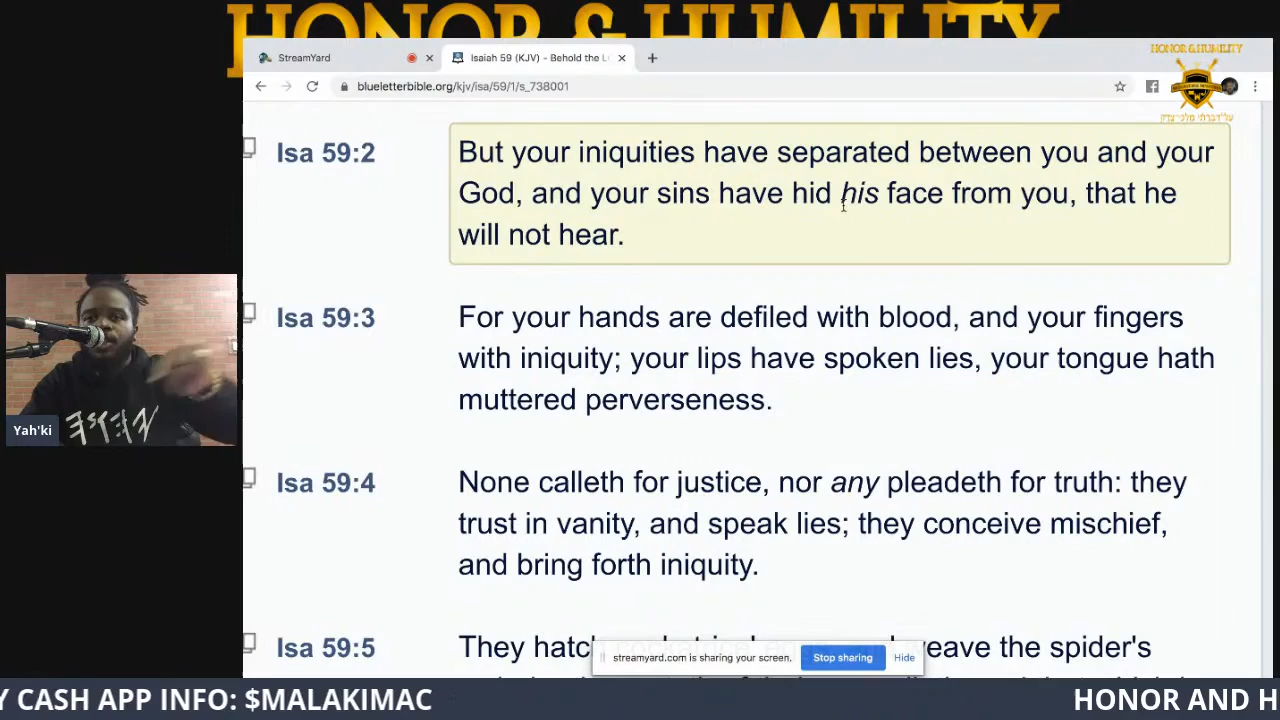 HONOR & HUMILITY
StreamYard
Isaiah 59 (KJV) - Behold the L
HONOR & HUMILITY
blueletterbible.org/kjv/isa/59/1/s_738001
Isa 59:2
But your iniquities have separated between you and your
God, and your sins have hid his face from you, that he
will not hear.
Isa 59:3
For your hands are defiled with blood, and your fingers
with iniquity; your lips have spoken lies, your tongue hath
muttered perverseness.
Yah'ki
Isa 59:4
None calleth for justice, nor any pleadeth for truth: they
trust in vanity, and speak lies; they conceive mischief,
and bring forth iniquity.
Isa 59:5
They hatch weave the spider's
streamyard.com is sharing your screen.
Stop sharing
Hide
Y CASH APP INFO: $MALAKIMAC
HONOR AND H